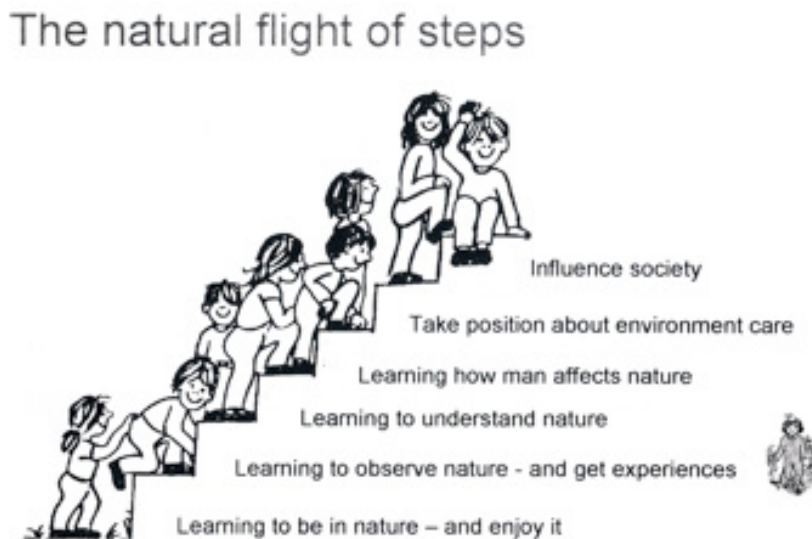 The natural flight of steps
Influence society
Take position about environment care
Learning how man affects nature
Learning to understand nature
Learning to observe nature - and get experiences
Learning to be in nature – and enjoy it